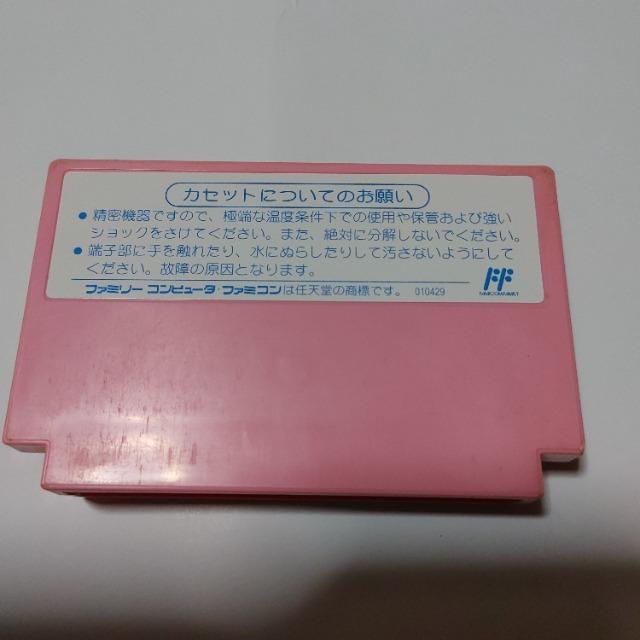 カセットについてのお願い
● 精密機器ですので、極端な温度条件下での使用や保管および強い
ショックをさけてください。また、絶対に分解しないでください。
● 端子部に手を触れたり、水にぬらしたりして汚さないようにして
ください。故障の原因となります。
ファミリー コンピュータ・ファミコンは任天堂の商標です。 010429